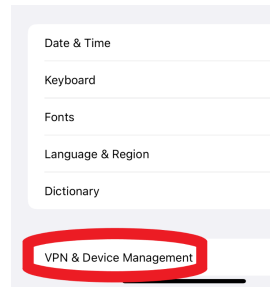 Date & Time
Keyboard
Fonts
Language & Region
Dictionary
VPN & Device Management